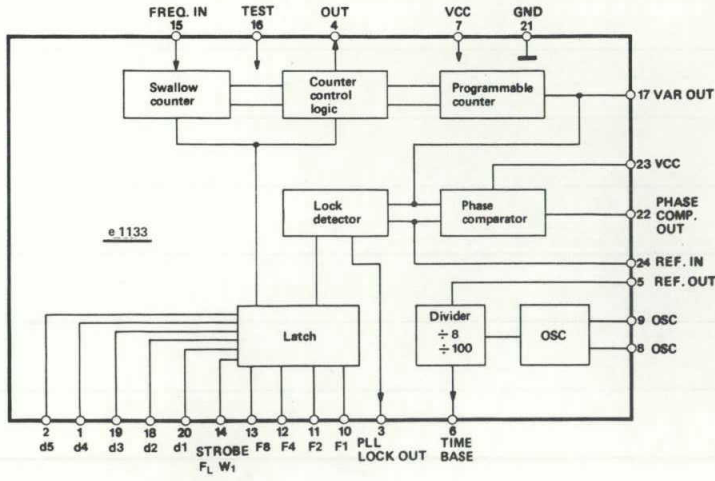 FREQ. IN TEST OUT VCC GND
15 16 4 7 21
Swallow counter
Counter control logic
Programmable counter
17 VAR OUT
23 VCC
Lock detector
Phase comparator
22 PHASE COMP. OUT
e 1133
24 REF. IN
5 REF. OUT
Latch
Divider
÷ 8
÷ 100
OSC
9 OSC
8 OSC
2 1 19 18 20 14 13 12 11 10 3 6
d5 d4 d3 d2 d1 STROBE F8 F4 F2 F1 PLL TIME
FL W1 LOCK OUT BASE